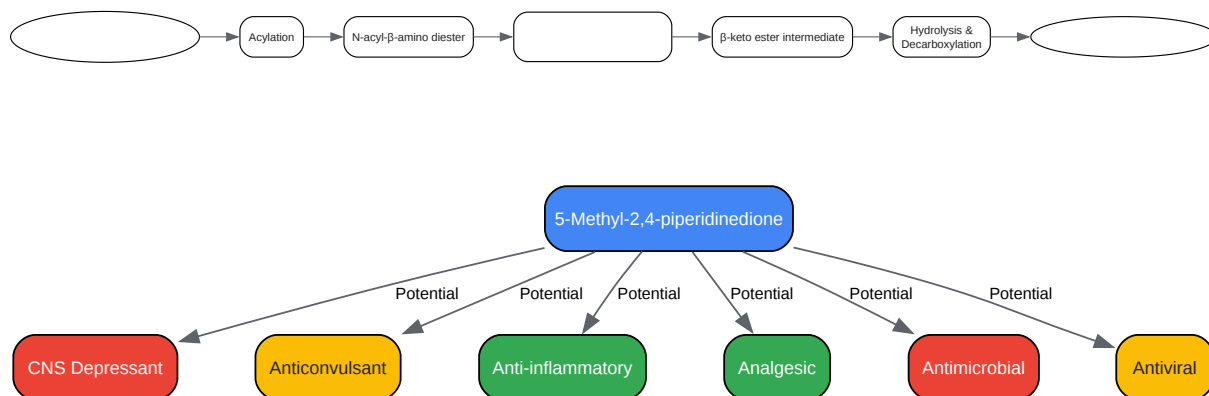 Acylation
N-acyl-β-amino diester
β-keto ester intermediate
Hydrolysis &
Decarboxylation
5-Methyl-2,4-piperidinedione
Potential
Potential
Potential
Potential
Potential
Potential
CNS Depressant
Anticonvulsant
Anti-inflammatory
Analgesic
Antimicrobial
Antiviral